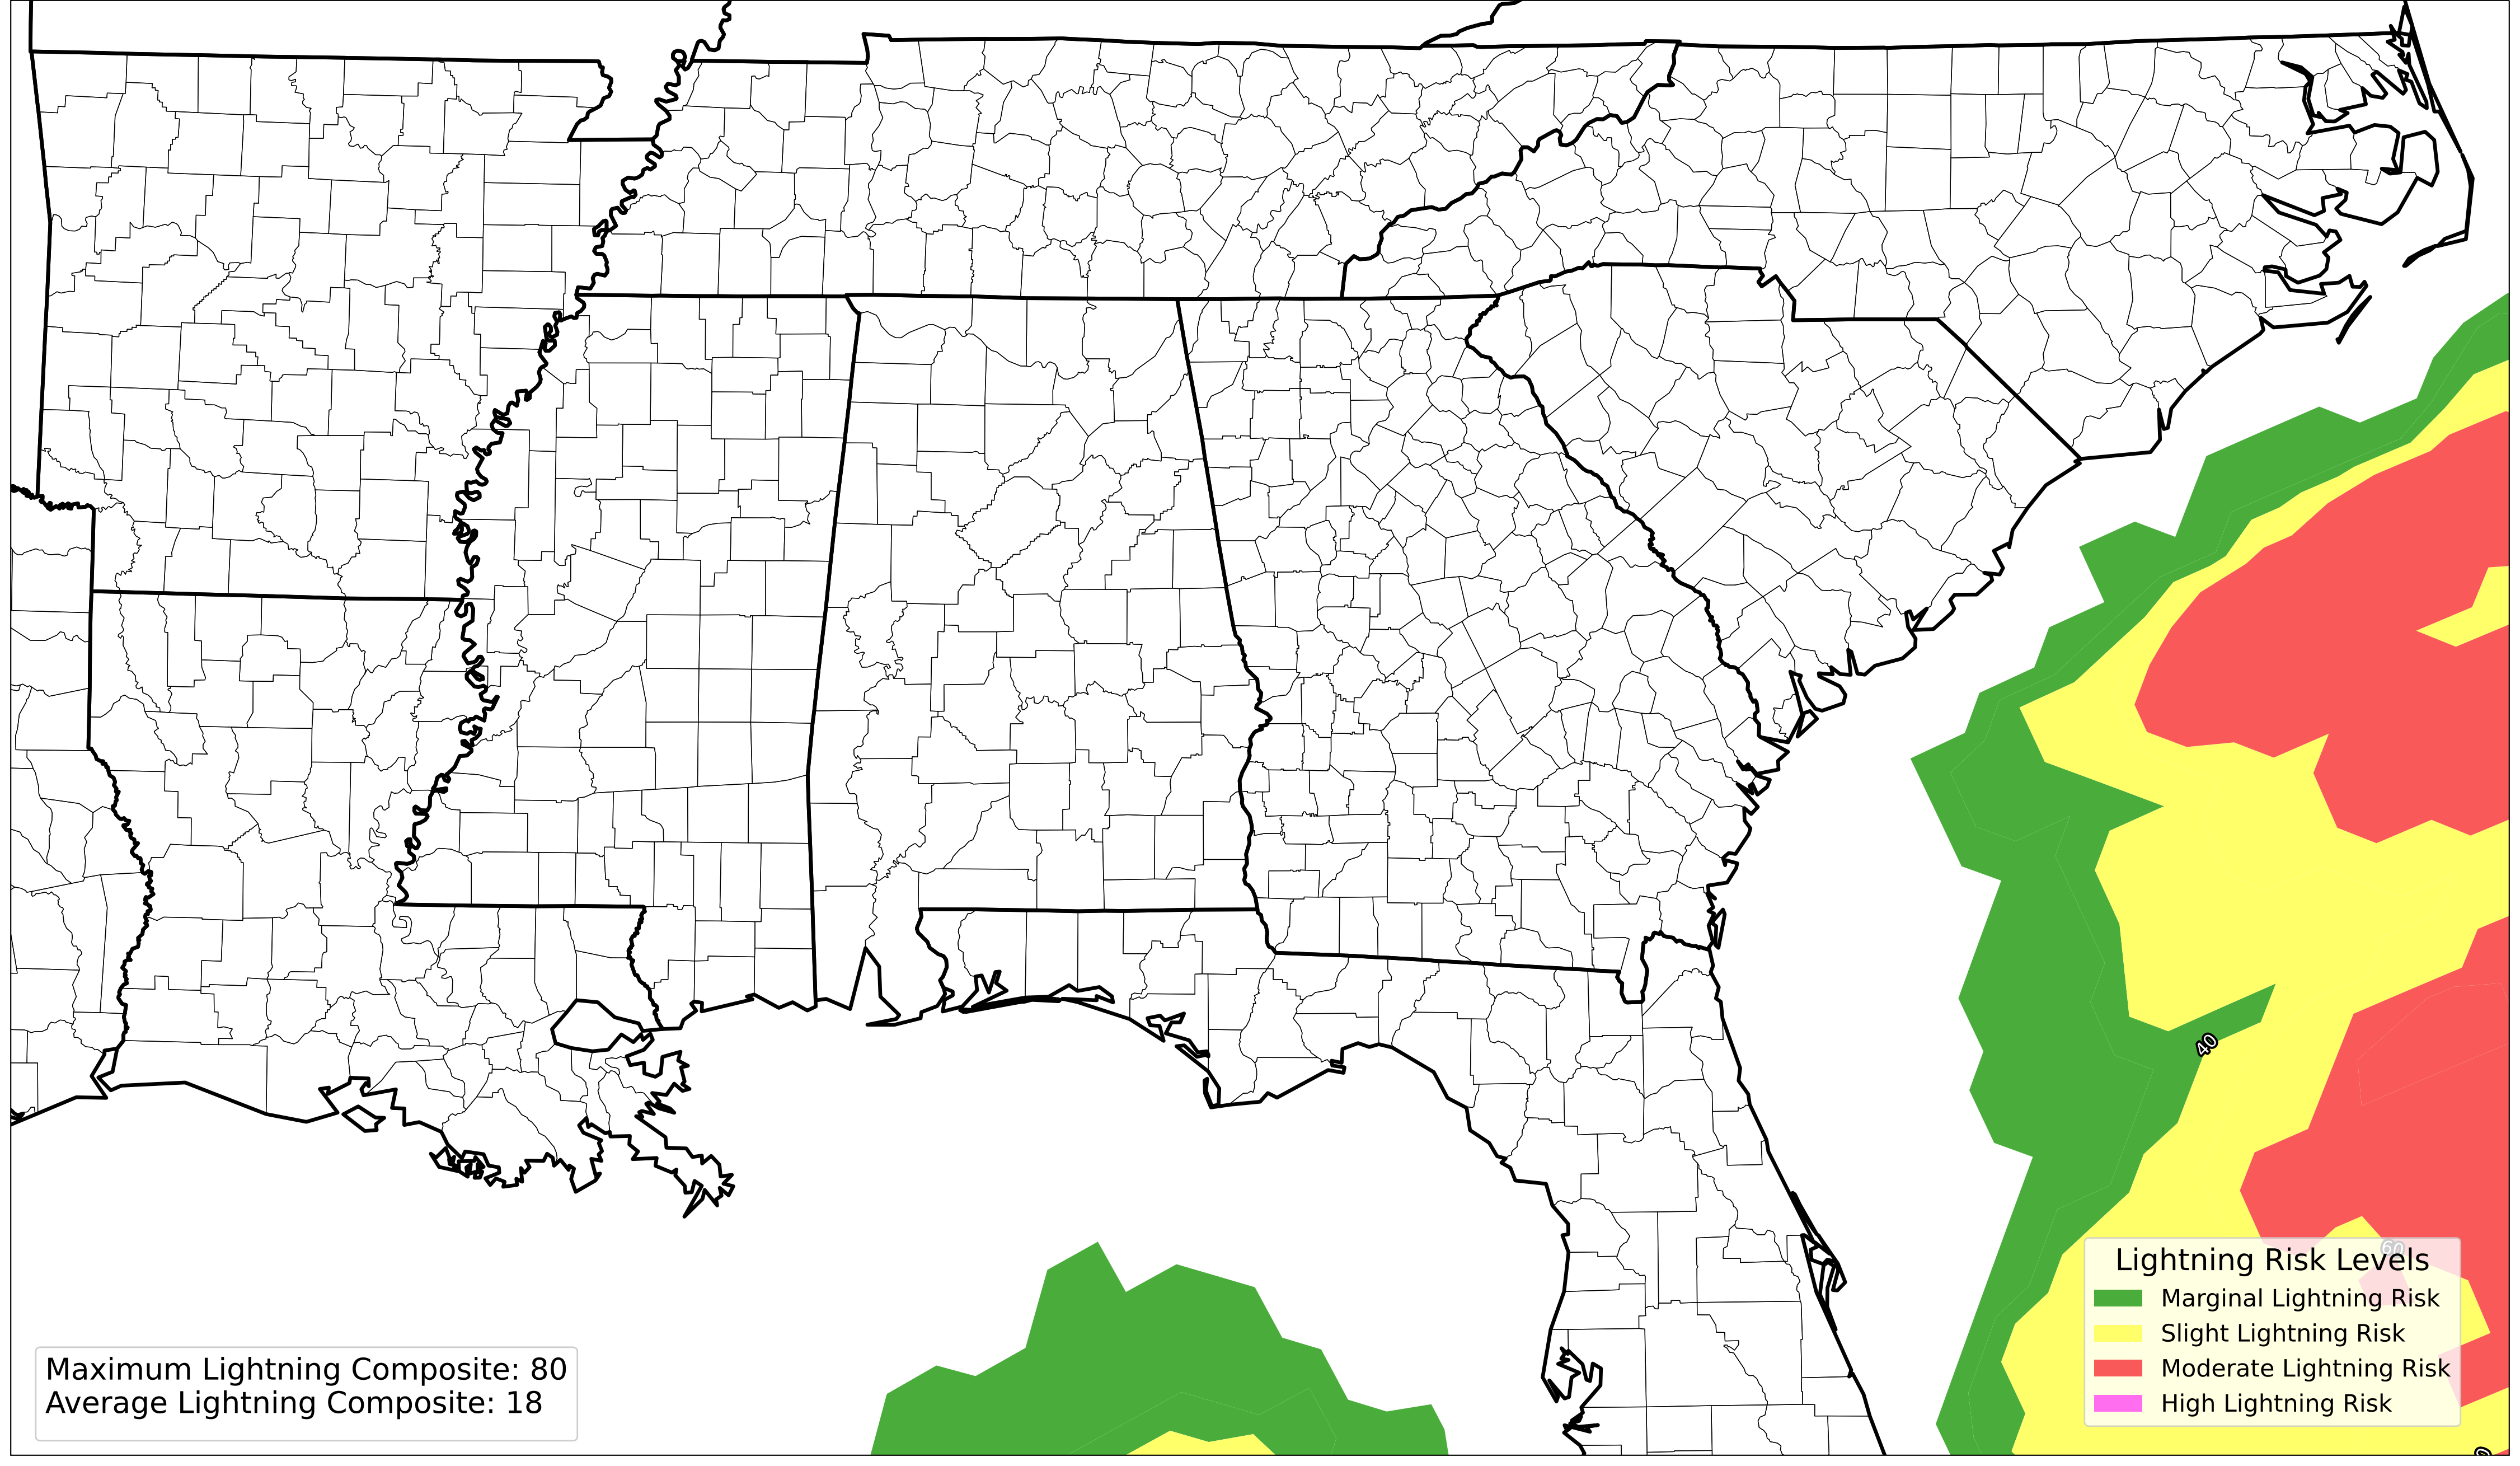 40
60
Lightning Risk Levels
Marginal Lightning Risk
Slight Lightning Risk
Moderate Lightning Risk
High Lightning Risk
Maximum Lightning Composite: 80
Average Lightning Composite: 18